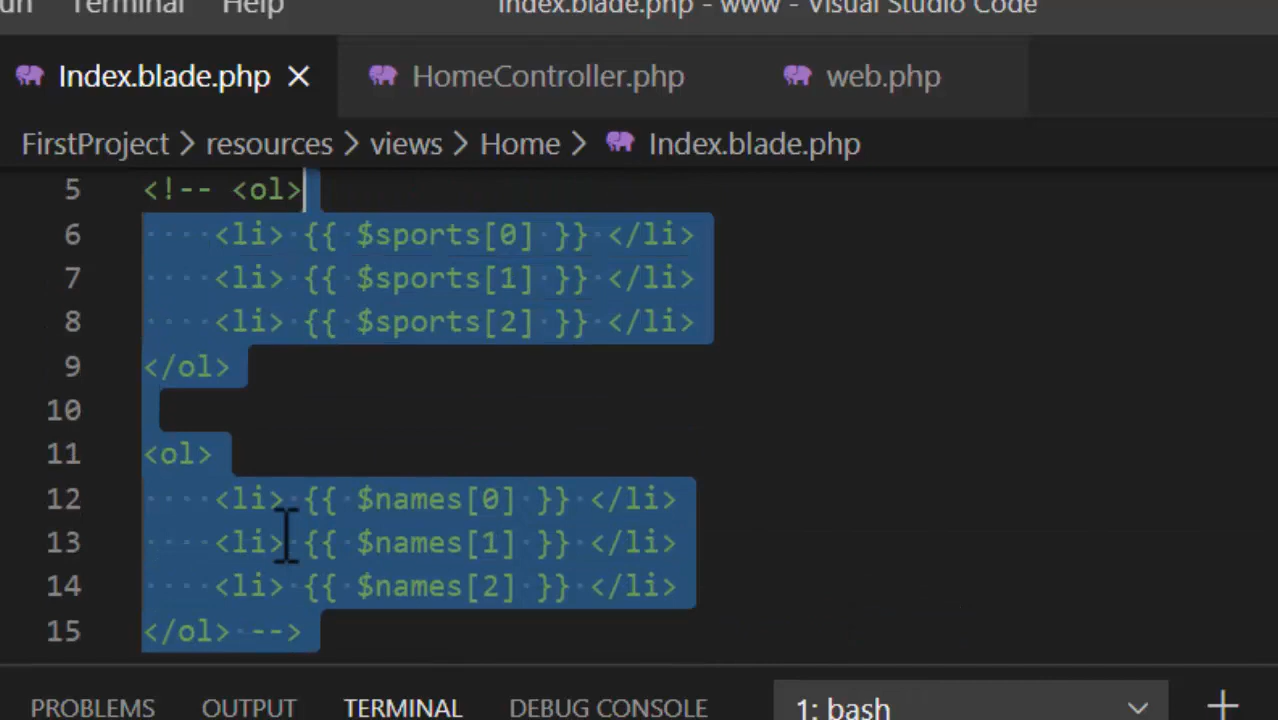 Terminal Help Index.blade.php - www - Visual Studio Code
Index.blade.php HomeController.php web.php
FirstProject > resources > views > Home > Index.blade.php
5 <!-- <ol>
6 <li> {{ $sports[0] }} </li>
7 <li> {{ $sports[1] }} </li>
8 <li> {{ $sports[2] }} </li>
9 </ol>
10
11 <ol>
12 <li> {{ $names[0] }} </li>
13 <li> {{ $names[1] }} </li>
14 <li> {{ $names[2] }} </li>
15 </ol> -->
PROBLEMS OUTPUT TERMINAL DEBUG CONSOLE 1: bash